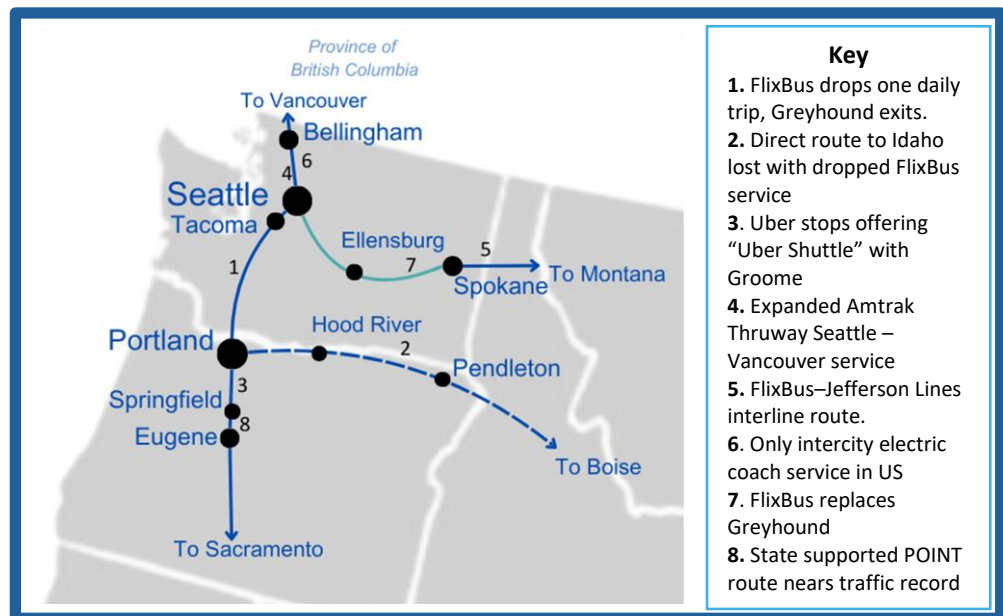 Province of
British Columbia
To Vancouver
Bellingham
6
4
Seattle
Tacoma
Ellensburg
5
1
7
To Montana
Spokane
Hood River
Portland
2
Pendleton
3
Springfield
8
Eugene
To Boise
To Sacramento
Key
1. FlixBus drops one daily
trip, Greyhound exits.
2. Direct route to Idaho
lost with dropped FlixBus
service
3. Uber stops offering
“Uber Shuttle” with
Groome
4. Expanded Amtrak
Thruway Seattle –
Vancouver service
5. FlixBus–Jefferson Lines
interline route.
6. Only intercity electric
coach service in US
7. FlixBus replaces
Greyhound
8. State supported POINT
route nears traffic record